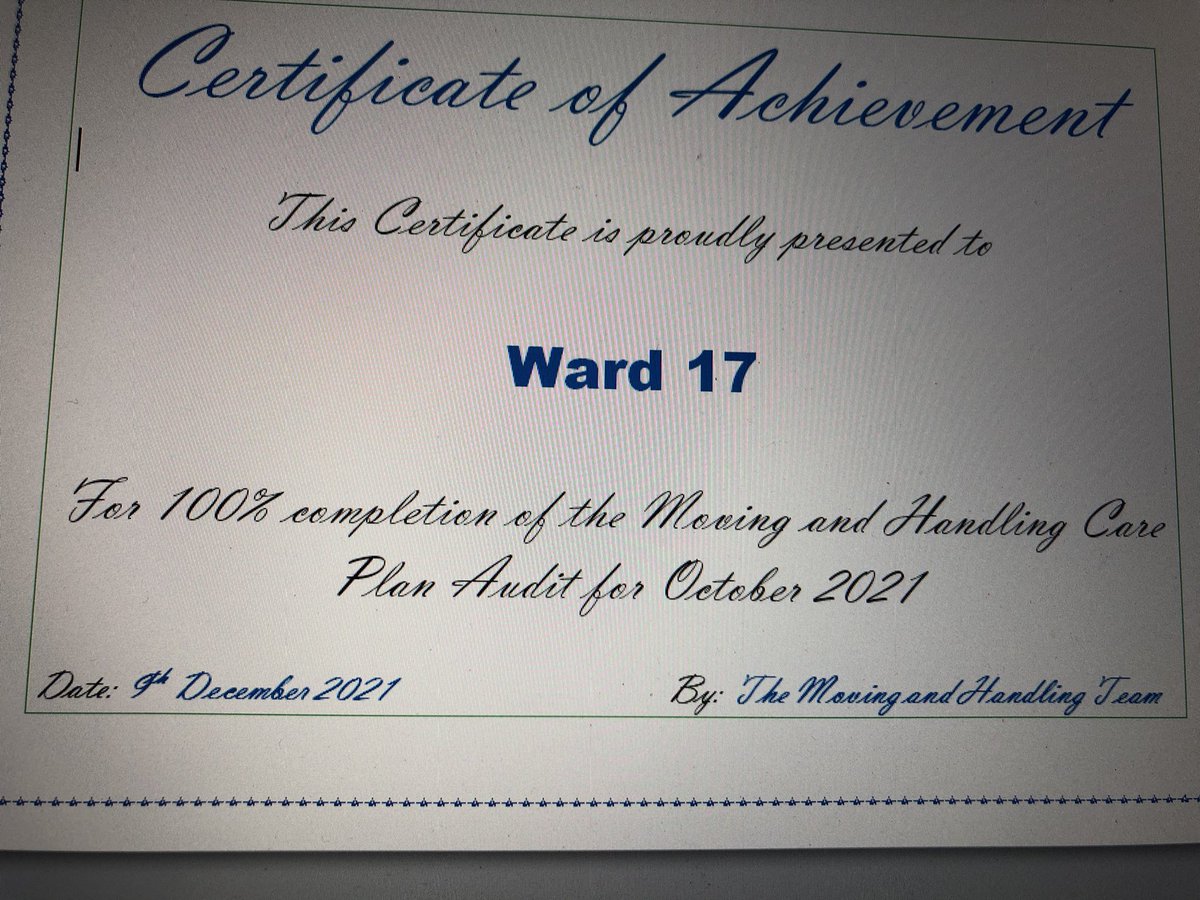 Certificate of Achievement
This Certificate is proudly presented to
Ward 17
For 100% completion of the Moving and Handling Care
Plan Audit for October 2021
Date: 9th December 2021 By: The Moving and Handling Team